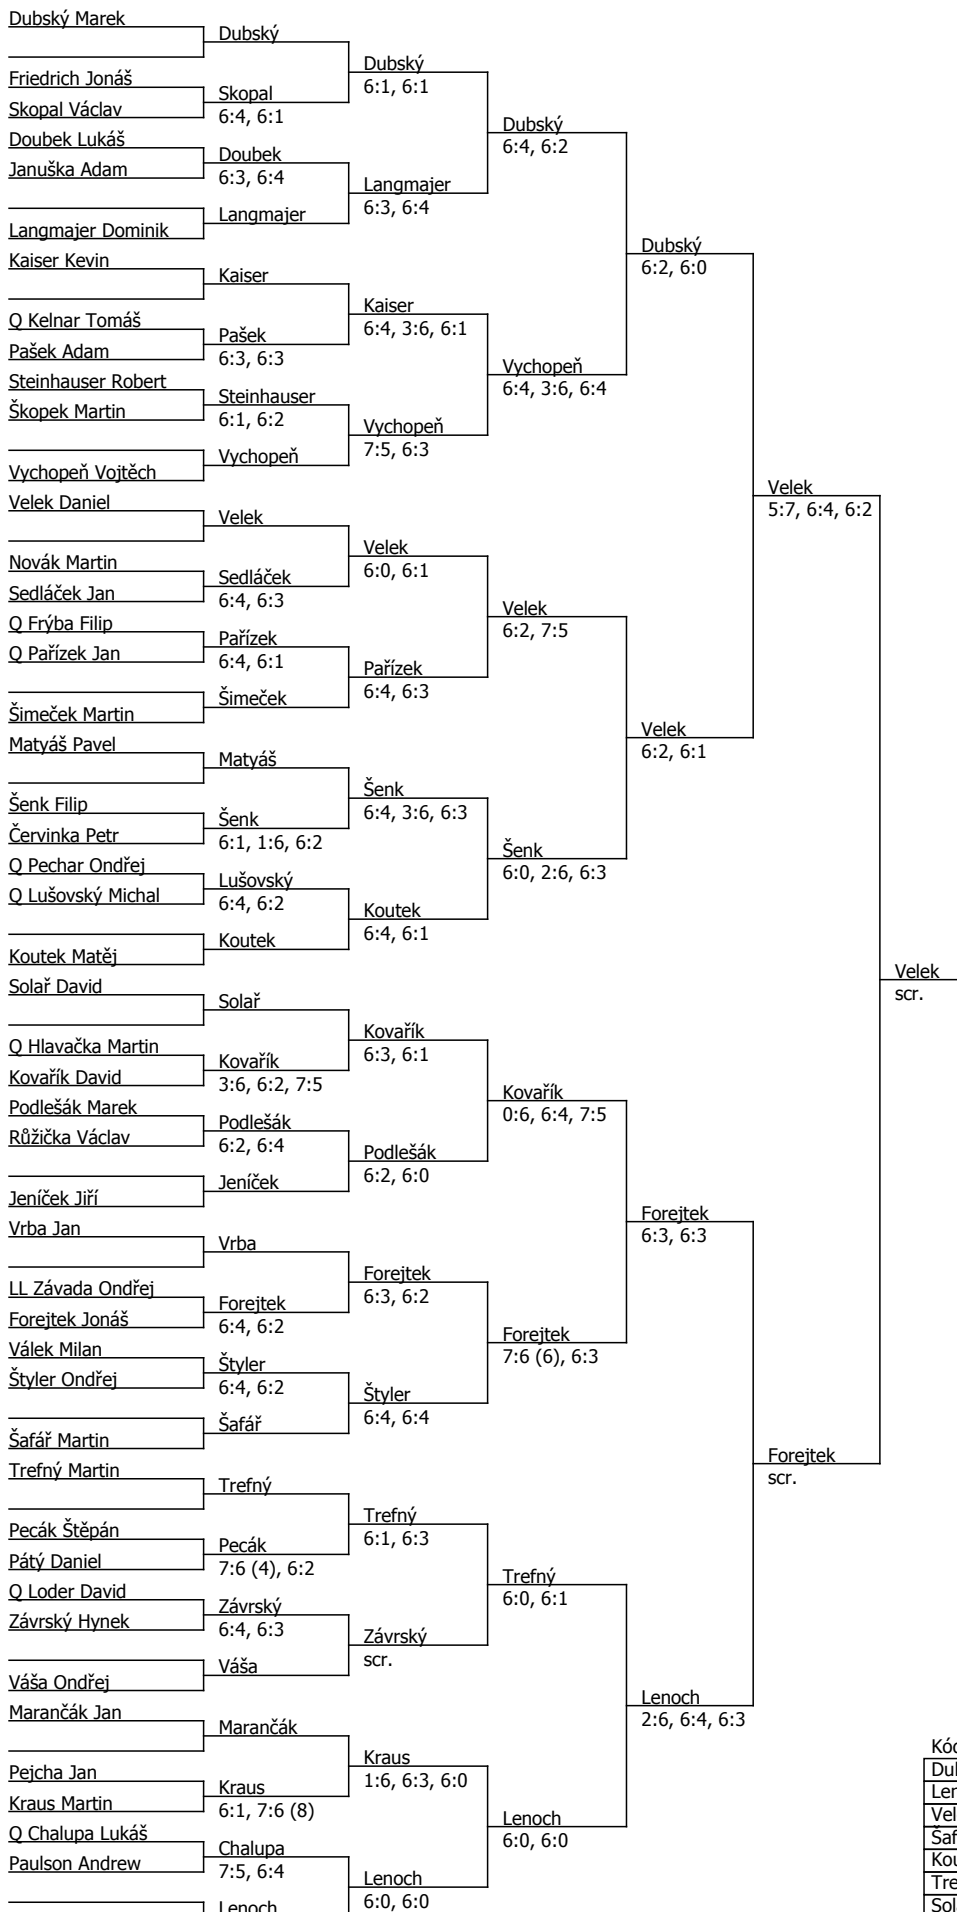 Dubský Marek
Friedrich Jonáš
Skopal Václav
Doubek Lukáš
Januška Adam
Langmajer Dominik
Kaiser Kevin
Q Kelnar Tomáš
Pašek Adam
Steinhauser Robert
Škopek Martin
Vychopeň Vojtěch
Velek Daniel
Novák Martin
Sedláček Jan
Q Frýba Filip
Q Pařízek Jan
Šimeček Martin
Matyáš Pavel
Šenk Filip
Červinka Petr
Q Pechar Ondřej
Q Lušovský Michal
Koutek Matěj
Solař David
Q Hlavačka Martin
Kovařík David
Podlešák Marek
Růžička Václav
Jeníček Jiří
Vrba Jan
LL Závada Ondřej
Forejtek Jonáš
Válek Milan
Štyler Ondřej
Šafář Martin
Trefný Martin
Pecák Štěpán
Pátý Daniel
Q Loder David
Závrský Hynek
Váša Ondřej
Marančák Jan
Pejcha Jan
Kraus Martin
Q Chalupa Lukáš
Paulson Andrew
Dubský
Skopal
6:4, 6:1
Doubek
6:3, 6:4
Langmajer
Kaiser
Pašek
6:3, 6:3
Steinhauser
6:1, 6:2
Vychopeň
Velek
Sedláček
6:4, 6:3
Pařízek
6:4, 6:1
Šimeček
Matyáš
Šenk
6:1, 1:6, 6:2
Lušovský
6:4, 6:2
Koutek
Solař
Kovařík
3:6, 6:2, 7:5
Podlešák
6:2, 6:4
Jeníček
Vrba
Forejtek
6:4, 6:2
Štyler
6:4, 6:2
Šafář
Trefný
Pecák
7:6 (4), 6:2
Závrský
6:4, 6:3
Váša
Marančák
Kraus
6:1, 7:6 (8)
Chalupa
7:5, 6:4
Lenoch
Dubský
6:1, 6:1
Langmajer
6:3, 6:4
Kaiser
6:4, 3:6, 6:1
Vychopeň
7:5, 6:3
Velek
6:0, 6:1
Pařízek
6:4, 6:3
Šenk
6:4, 3:6, 6:3
Koutek
6:4, 6:1
Kovařík
6:3, 6:1
Podlešák
6:2, 6:0
Forejtek
6:3, 6:2
Štyler
6:4, 6:4
Trefný
6:1, 6:3
Závrský
scr.
Kraus
1:6, 6:3, 6:0
Lenoch
6:0, 6:0
Dubský
6:4, 6:2
Vychopeň
6:4, 3:6, 6:4
Velek
6:2, 7:5
Šenk
6:0, 2:6, 6:3
Kovařík
0:6, 6:4, 7:5
Forejtek
7:6 (6), 6:3
Trefný
6:0, 6:1
Lenoch
6:0, 6:0
Dubský
6:2, 6:0
Velek
6:2, 6:1
Forejtek
6:3, 6:3
Lenoch
2:6, 6:4, 6:3
Velek
5:7, 6:4, 6:2
Forejtek
scr.
Velek
scr.